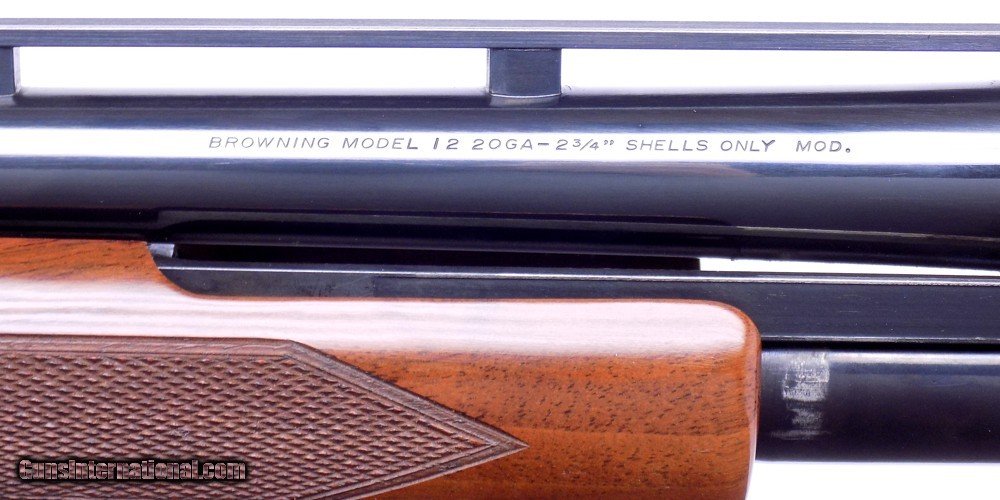 BROWNING MODEL 12 20GA-2¾" SHELLS ONLY MOD.
GunsInternational.com